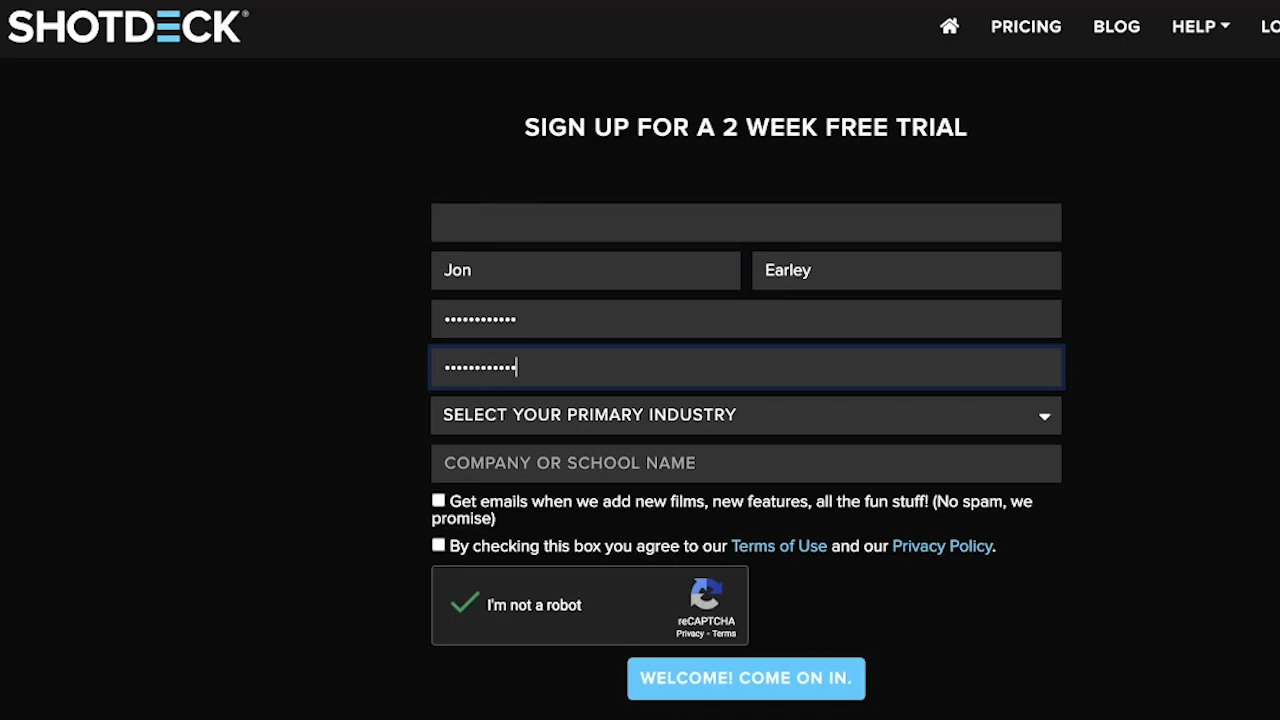 SHOTDECK®
PRICING BLOG HELP LO
SIGN UP FOR A 2 WEEK FREE TRIAL
Jon Earley
••••••••••••
••••••••••••
SELECT YOUR PRIMARY INDUSTRY
COMPANY OR SCHOOL NAME
Get emails when we add new films, new features, all the fun stuff! (No spam, we
promise)
By checking this box you agree to our Terms of Use and our Privacy Policy.
I'm not a robot
reCAPTCHA
Privacy - Terms
WELCOME! COME ON IN.